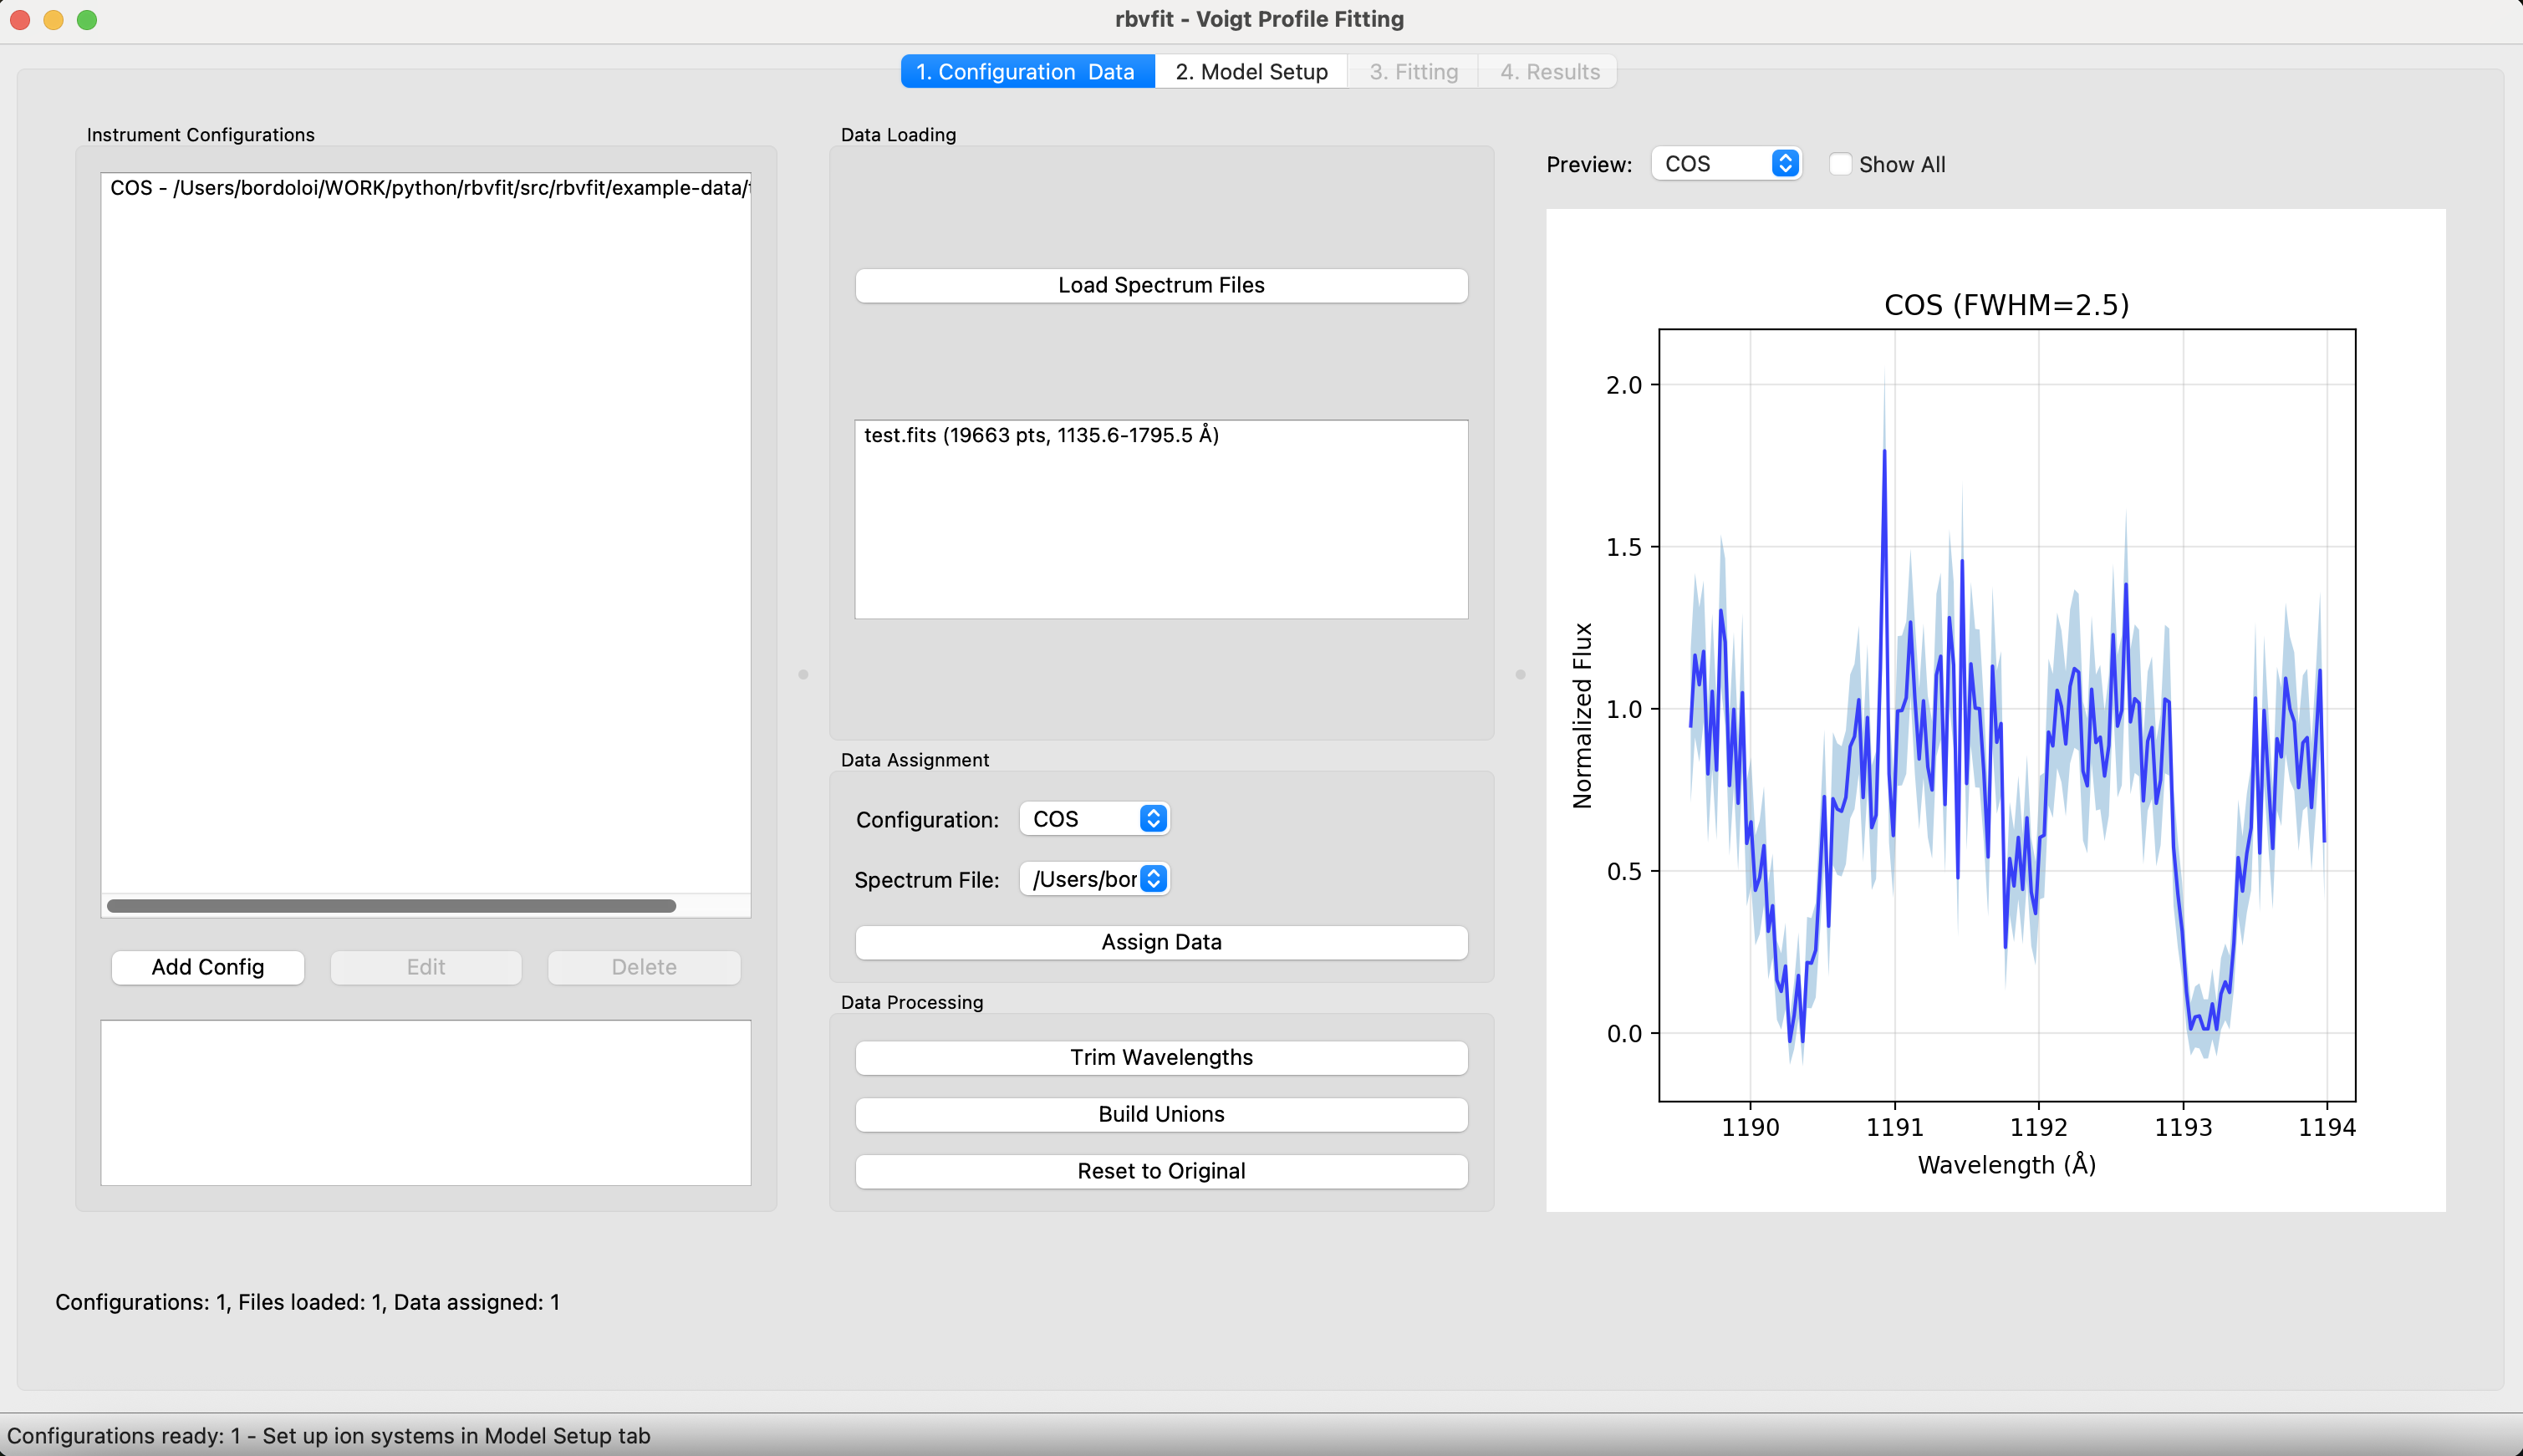 rbvfit - Voigt Profile Fitting
1. Configuration Data
2. Model Setup
3. Fitting
4. Results
Instrument Configurations
COS - /Users/bordoloi/WORK/python/rbvfit/src/rbvfit/example-data/
Add Config
Edit
Delete
Data Loading
Load Spectrum Files
test.fits (19663 pts, 1135.6-1795.5 Å)
Data Assignment
Configuration:
COS
Spectrum File:
/Users/bor
Assign Data
Data Processing
Trim Wavelengths
Build Unions
Reset to Original
Preview:
COS
Show All
COS (FWHM=2.5)
Normalized Flux
2.0
1.5
1.0
0.5
0.0
1190
1191
1192
1193
1194
Wavelength (Å)
Configurations: 1, Files loaded: 1, Data assigned: 1
Configurations ready: 1 - Set up ion systems in Model Setup tab